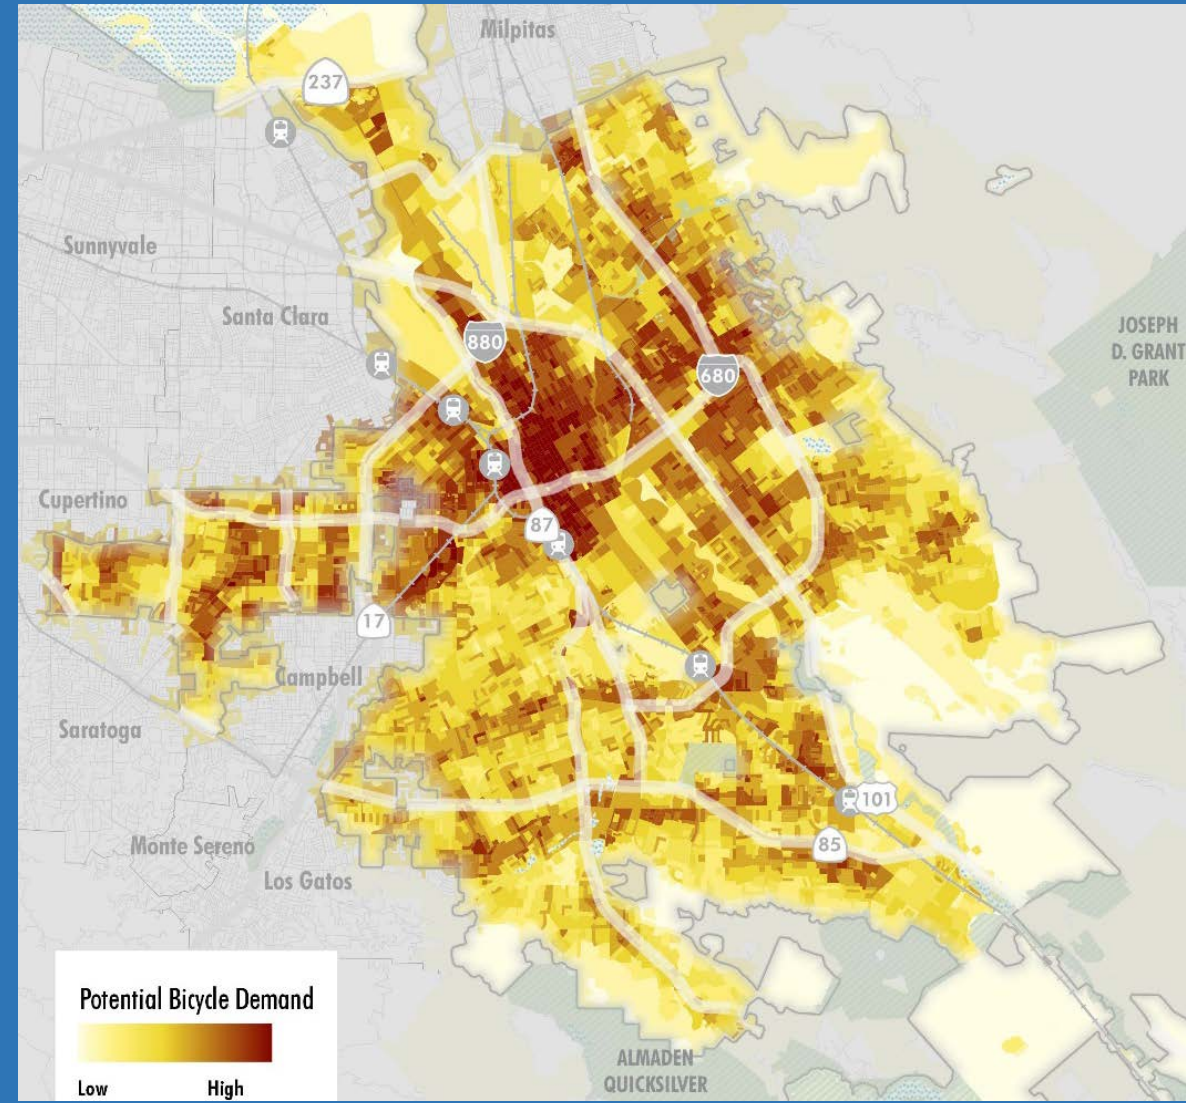 Milpitas
237
Sunnyvale
Santa Clara
JOSEPH
D. GRANT
PARK
880
680
Cupertino
87
17
Campbell
Saratoga
101
Monte Sereno
85
Los Gatos
Potential Bicycle Demand
Low High
ALMADEN
QUICKSILVER